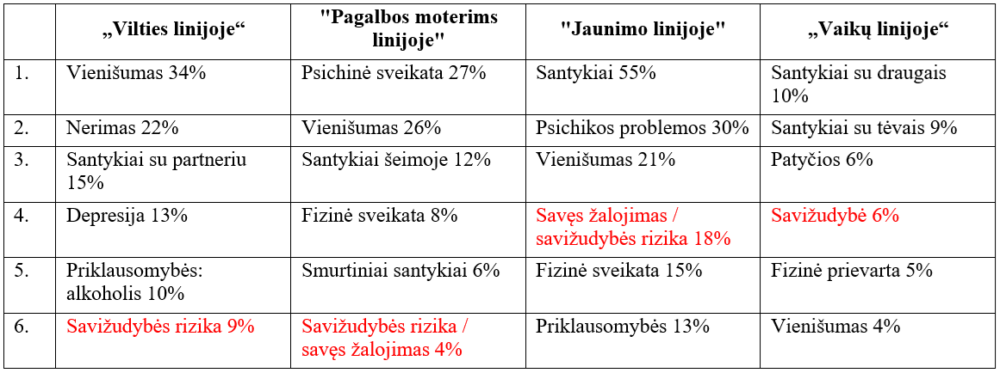 „Vilties linijoje“
"Pagalbos moterims
linijoje"
"Jaunimo linijoje"
„Vaikų linijoje“
1.
Vienišumas 34%
Psichinė sveikata 27%
Santykiai 55%
Santykiai su draugais
10%
2.
Nerimas 22%
Vienišumas 26%
Psichikos problemos 30%
Santykiai su tėvais 9%
3.
Santykiai su partneriu
15%
Santykiai šeimoje 12%
Vienišumas 21%
Patyčios 6%
4.
Depresija 13%
Fizinė sveikata 8%
Savęs žalojimas /
savižudybės rizika 18%
Savižudybė 6%
5.
Priklausomybės:
alkoholis 10%
Smurtiniai santykiai 6%
Fizinė sveikata 15%
Fizinė prievarta 5%
6.
Savižudybės rizika 9%
Savižudybės rizika /
savęs žalojimas 4%
Priklausomybės 13%
Vienišumas 4%